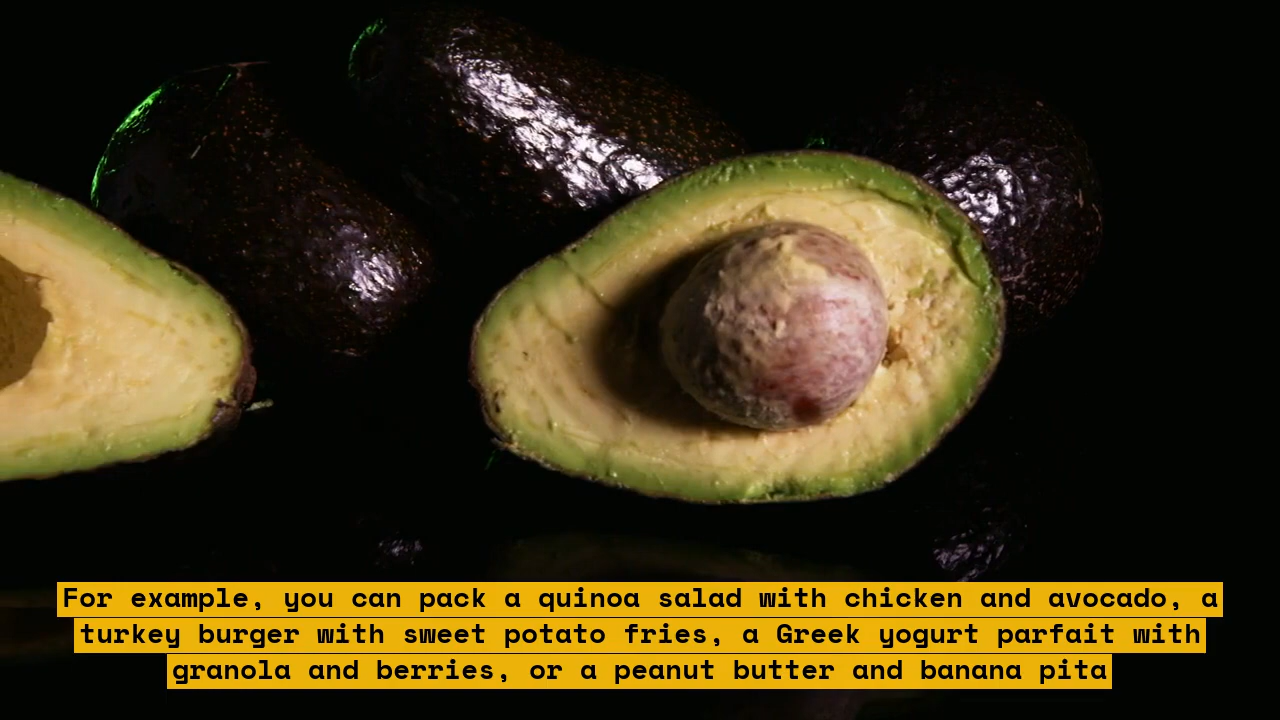 For example, you can pack a quinoa salad with chicken and avocado, a
turkey burger with sweet potato fries, a Greek yogurt parfait with
granola and berries, or a peanut butter and banana pita